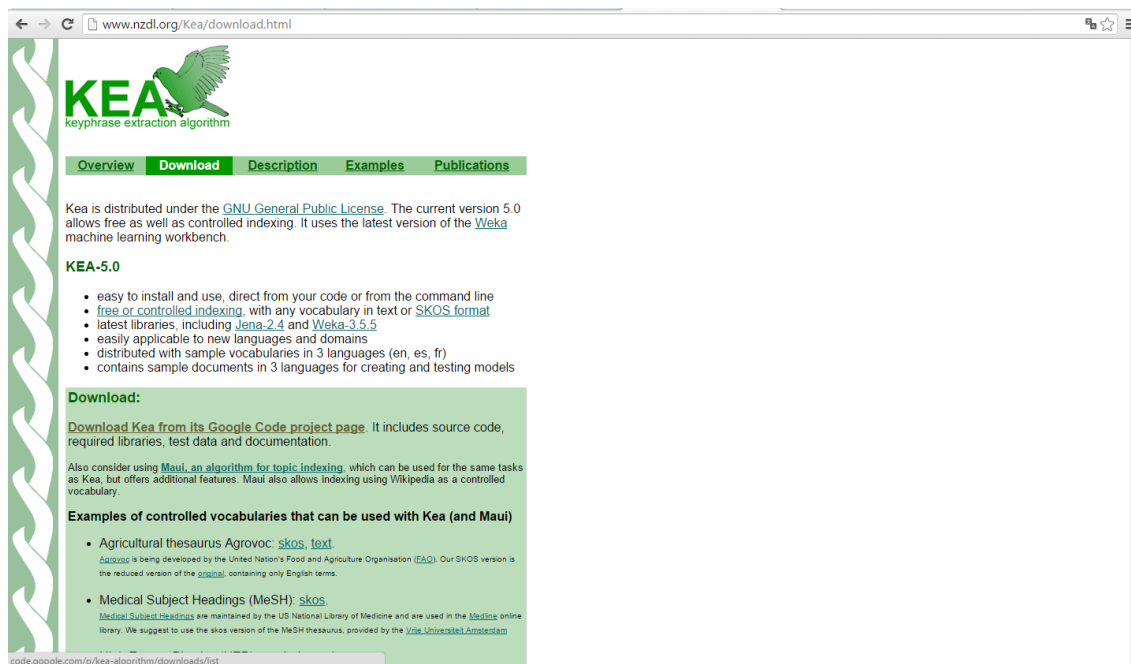 www.nzdl.org/Kea/download.html
KEA
keyphrase extraction algorithm
Overview Download Description Examples Publications
Kea is distributed under the GNU General Public License. The current version 5.0
allows free as well as controlled indexing. It uses the latest version of the Weka
machine learning workbench.
KEA-5.0
• easy to install and use, direct from your code or from the command line
• free or controlled indexing, with any vocabulary in text or SKOS format
• latest libraries, including Jena-2.4 and Weka-3.5.5
• easily applicable to new languages and domains
• distributed with sample vocabularies in 3 languages (en, es, fr)
• contains sample documents in 3 languages for creating and testing models
Download:
Download Kea from its Google Code project page. It includes source code,
required libraries, test data and documentation.
Also consider using Maui, an algorithm for topic indexing, which can be used for the same tasks
as Kea, but offers additional features. Maui also allows indexing using Wikipedia as a controlled
vocabulary.
Examples of controlled vocabularies that can be used with Kea (and Maui)
• Agricultural thesaurus Agrovoc: skos, text.
Agrovoc is being developed by the United Nation's Food and Agriculture Organisation (FAO). Our SKOS version is
the reduced version of the original, containing only English terms.
• Medical Subject Headings (MeSH): skos.
Medical Subject Headings are maintained by the US National Library of Medicine and are used in the Medline online
library. We suggest to use the skos version of the MeSH thesaurus, provided by the Vrije Universiteit Amsterdam
code.google.com/p/kea-algorithm/downloads/list